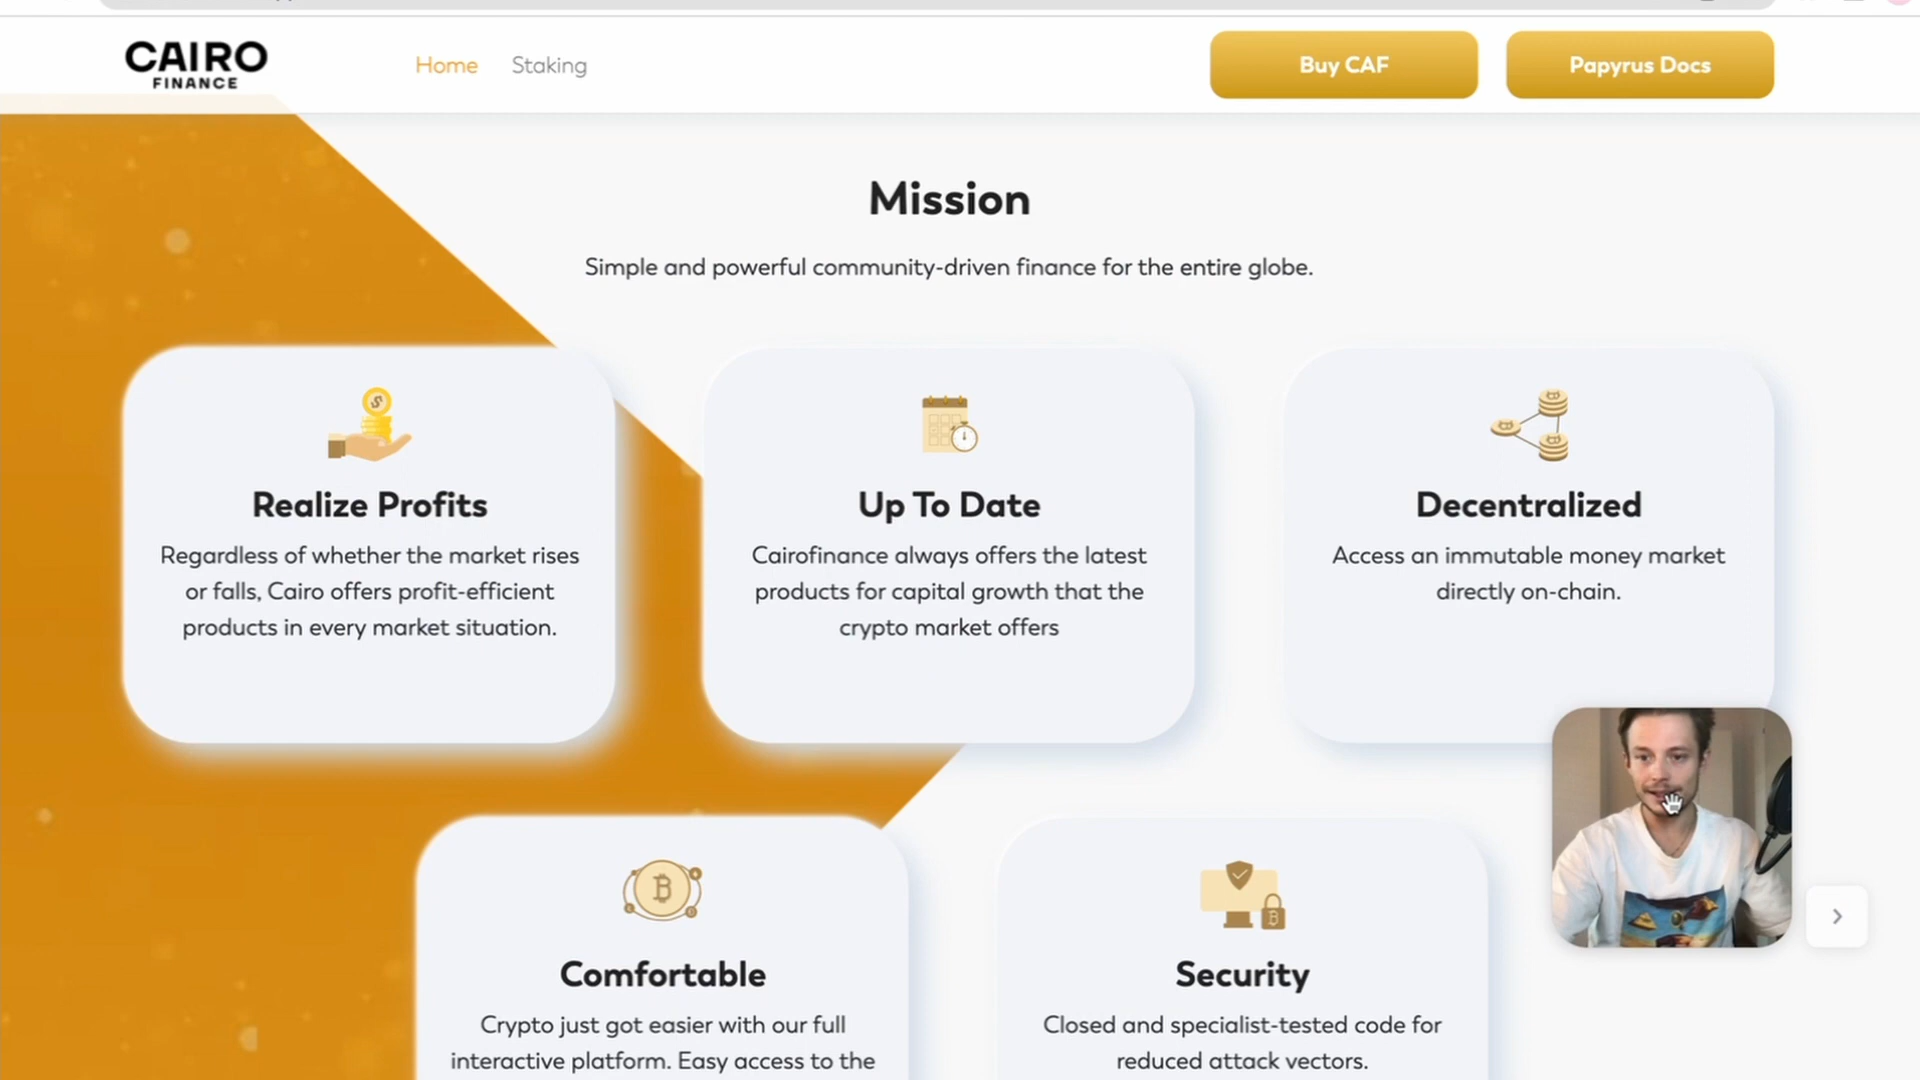 CAIRO
FINANCE
Home
Staking
Buy CAF
Papyrus Docs
Mission
Simple and powerful community-driven finance for the entire globe.
Realize Profits
Regardless of whether the market rises
or falls, Cairo offers profit-efficient
products in every market situation.
Up To Date
Cairofinance always offers the latest
products for capital growth that the
crypto market offers
Decentralized
Access an immutable money market
directly on-chain.
Comfortable
Crypto just got easier with our full
interactive platform. Easy access to the
Security
Closed and specialist-tested code for
reduced attack vectors.